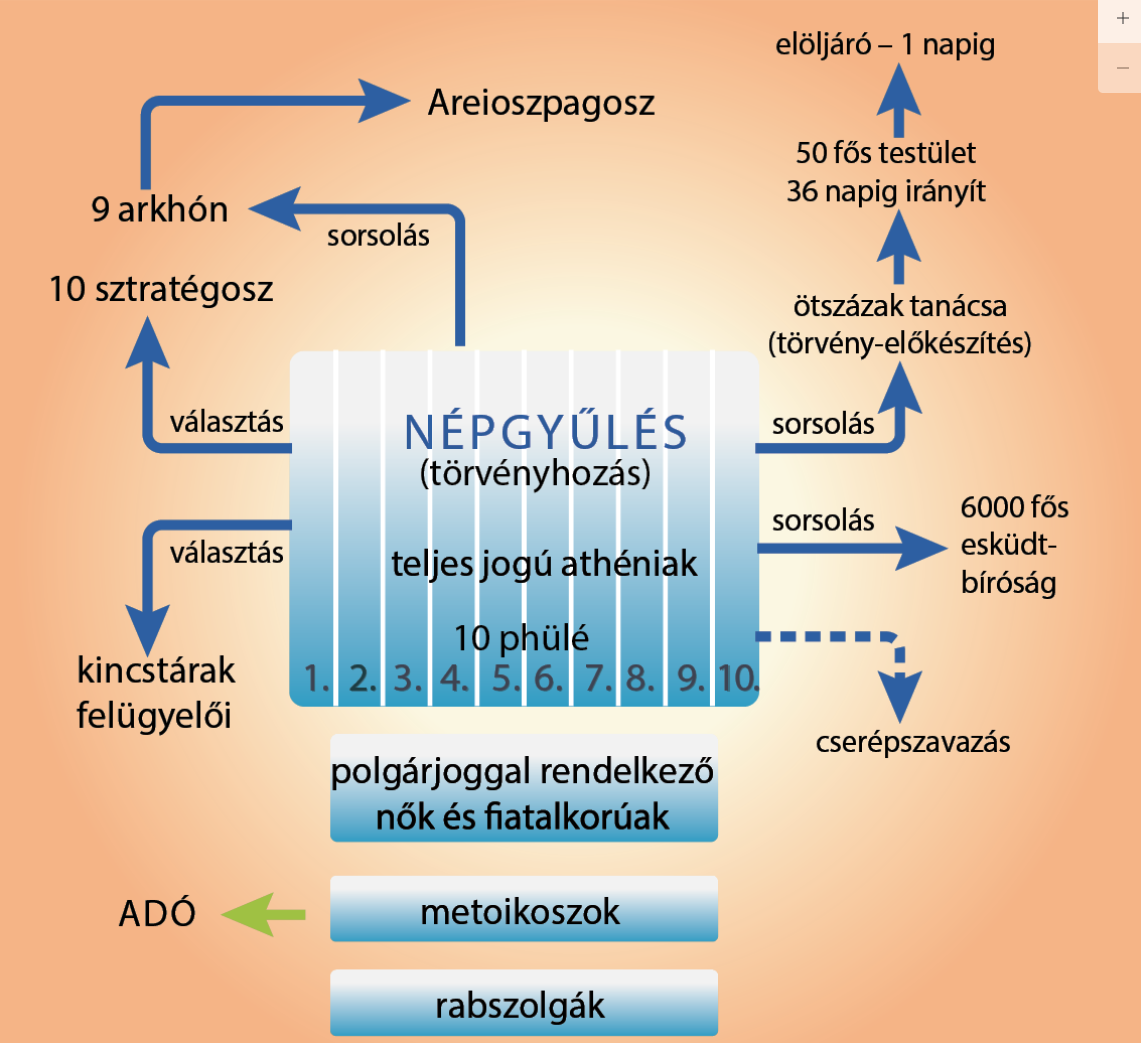 elöljáró – 1 napig
Areioszpagosz
50 fős testület
36 napig irányít
9 arkhón
sorsolás
10 sztratégosz
ötszázak tanácsa
(törvény-előkészítés)
választás
NÉPGYŰLÉS
(törvényhozás)
sorsolás
választás
teljes jogú athéniak
sorsolás
6000 fős
esküdt-
bíróság
10 phülé
1. 2. 3. 4. 5. 6. 7. 8. 9. 10.
kincstárak
felügyelői
cserépszavazás
polgárjoggal rendelkező
nők és fiatalkorúak
ADÓ
metoikoszok
rabszolgák